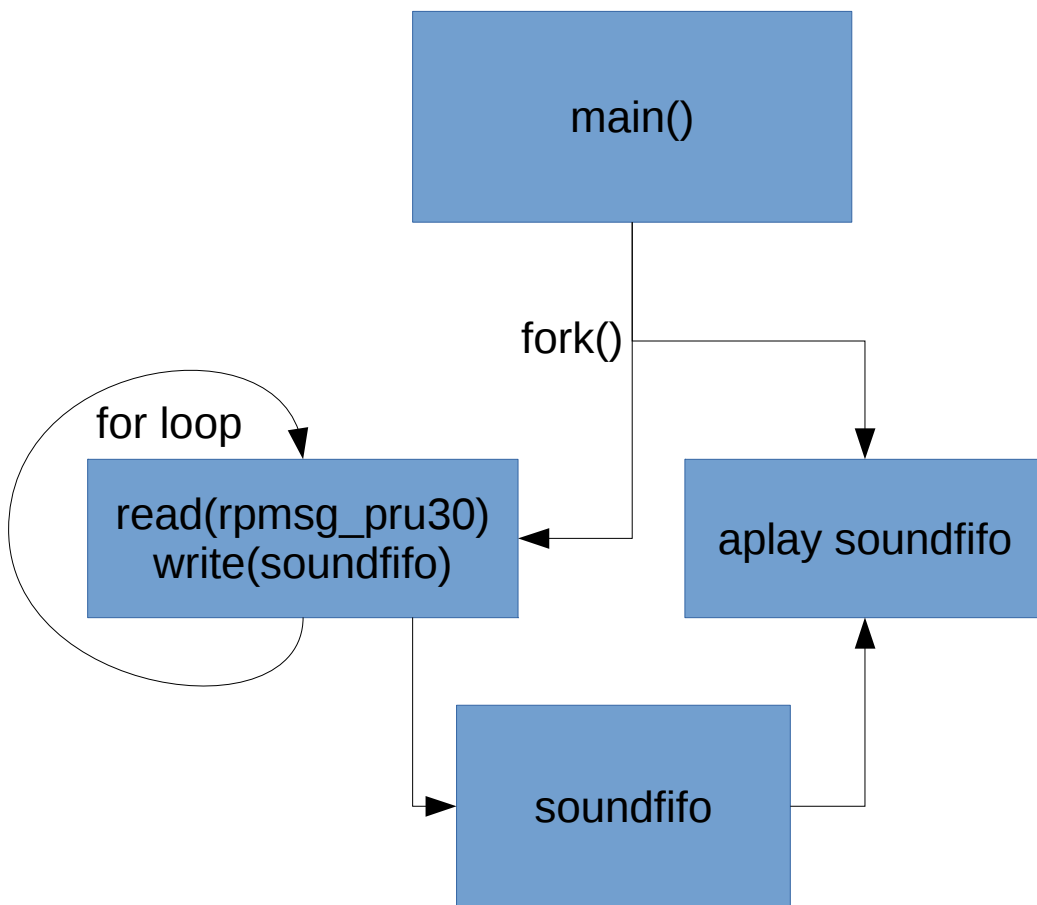 main()
fork()
for loop
read(rpmsg_pru30)
write(soundfifo)
aplay soundfifo
soundfifo